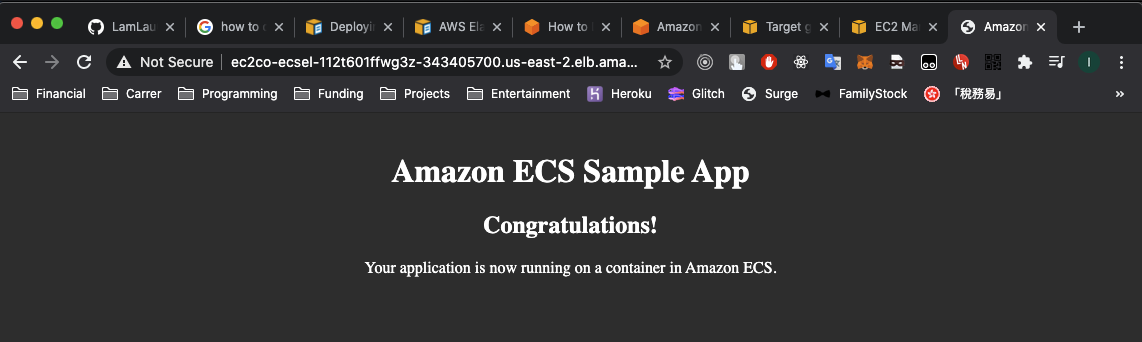 LamLau
how to
Deployin
AWS Ela
How to
Amazon
Target g
EC2 Ma
Amazon
Not Secure
ec2co-ecsel-112t601ffwg3z-343405700.us-east-2.elb.ama...
I
Financial
Carrer
Programming
Funding
Projects
Entertainment
Heroku
Glitch
Surge
FamilyStock
「稅務易」
»
Amazon ECS Sample App
Congratulations!
Your application is now running on a container in Amazon ECS.